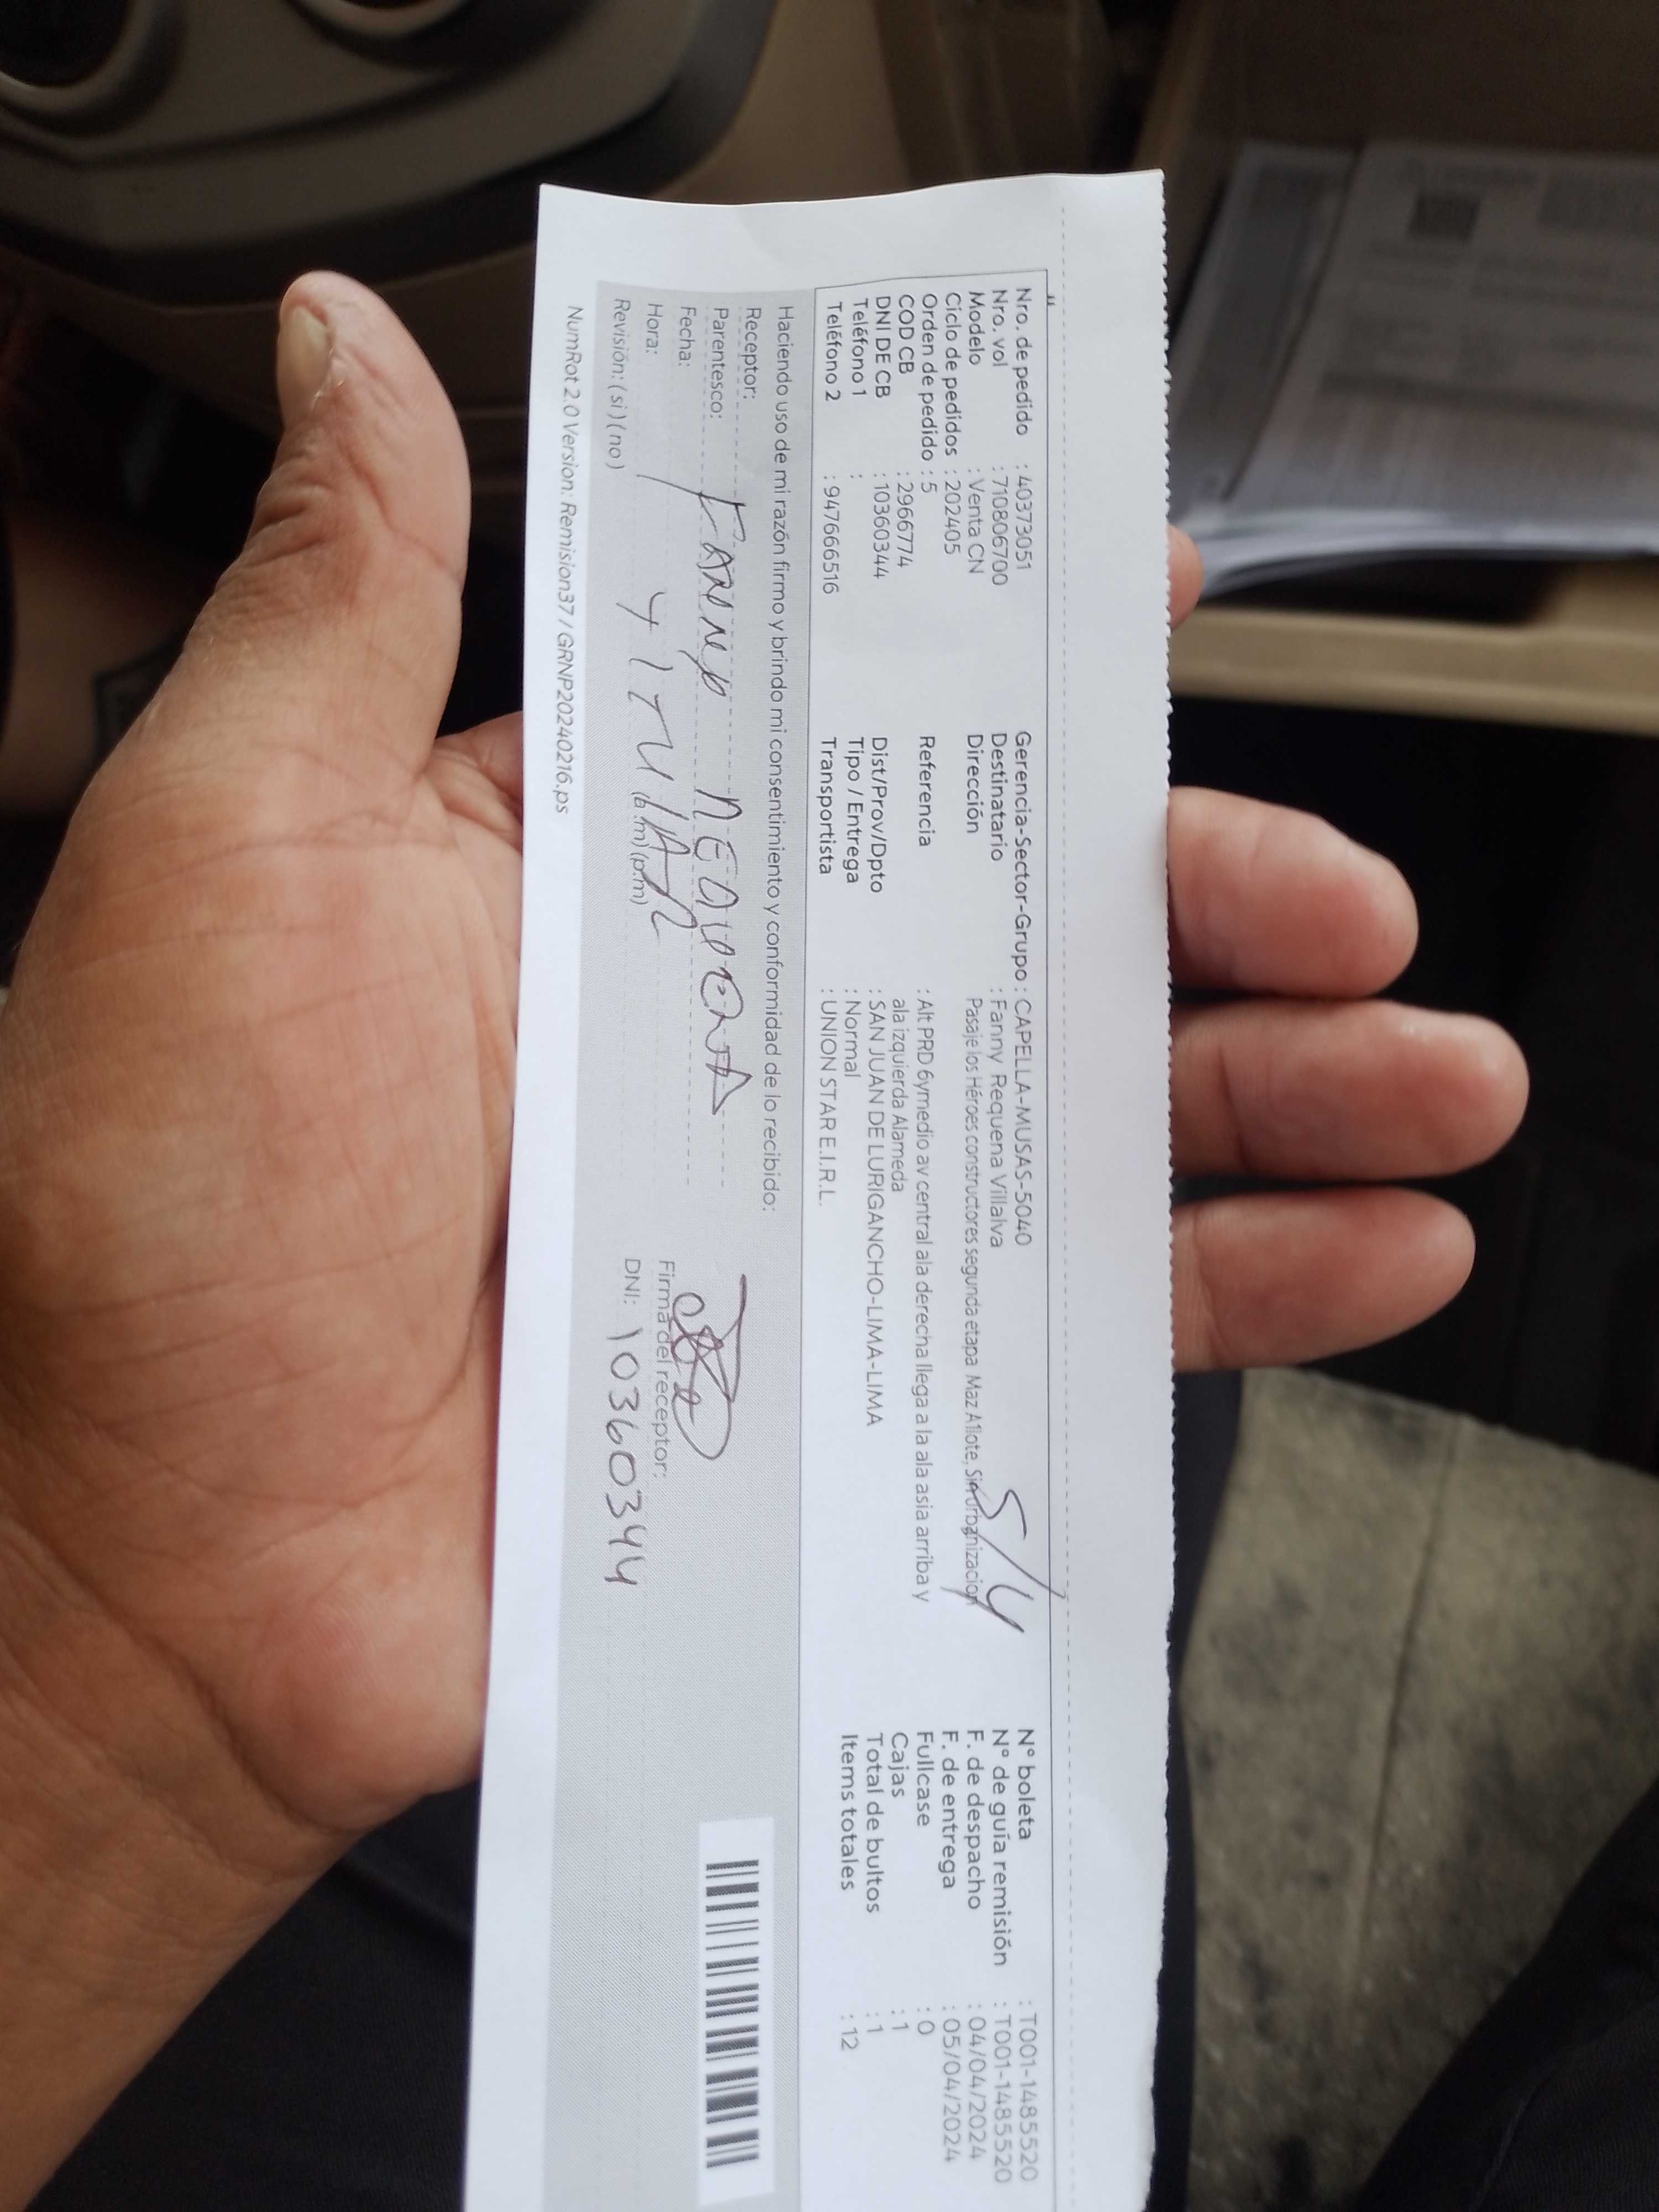 Nro. de pedido : 40373051
Nro. vol : 710806700
Modelo : Venta CN
Ciclo de pedidos : 202405
Orden de pedido : 5
COD CB : 2966774
DNI DE CB : 10360344
Teléfono 1 :
Teléfono 2 : 947666516
Gerencia-Sector-Grupo : CAPELLA-MUSAS-5040
Destinatario : Fanny Requena Villalva
Dirección Pasaje los Héroes constructores segunda etapa Maz A1lote, Sin urbanizacion
Referencia : Alt PRD 6ymedio av central ala derecha llega a la ala asia arriba y
ala izquierda Alameda
Dist/Prov/Dpto : SAN JUAN DE LURIGANCHO-LIMA-LIMA
Tipo / Entrega : Normal
Transportista : UNION STAR E.I.R.L.
5/4
N° boleta : T001-1485520
N° de guía remisión : T001-1485520
F. de despacho : 04/04/2024
F. de entrega : 05/04/2024
Fullcase : 0
Cajas : 1
Total de bultos : 1
Items totales : 12
Haciendo uso de mi razón firmo y brindo mi consentimiento y conformidad de lo recibido:
Receptor:
Parentesco:
Fecha:
Hora: (a.m) (p.m)
Revisión: ( si ) ( no )
Firma del receptor:
DNI: 10360344
NumRot 2.0 Version: Remision37 / GRNP20240216.ps